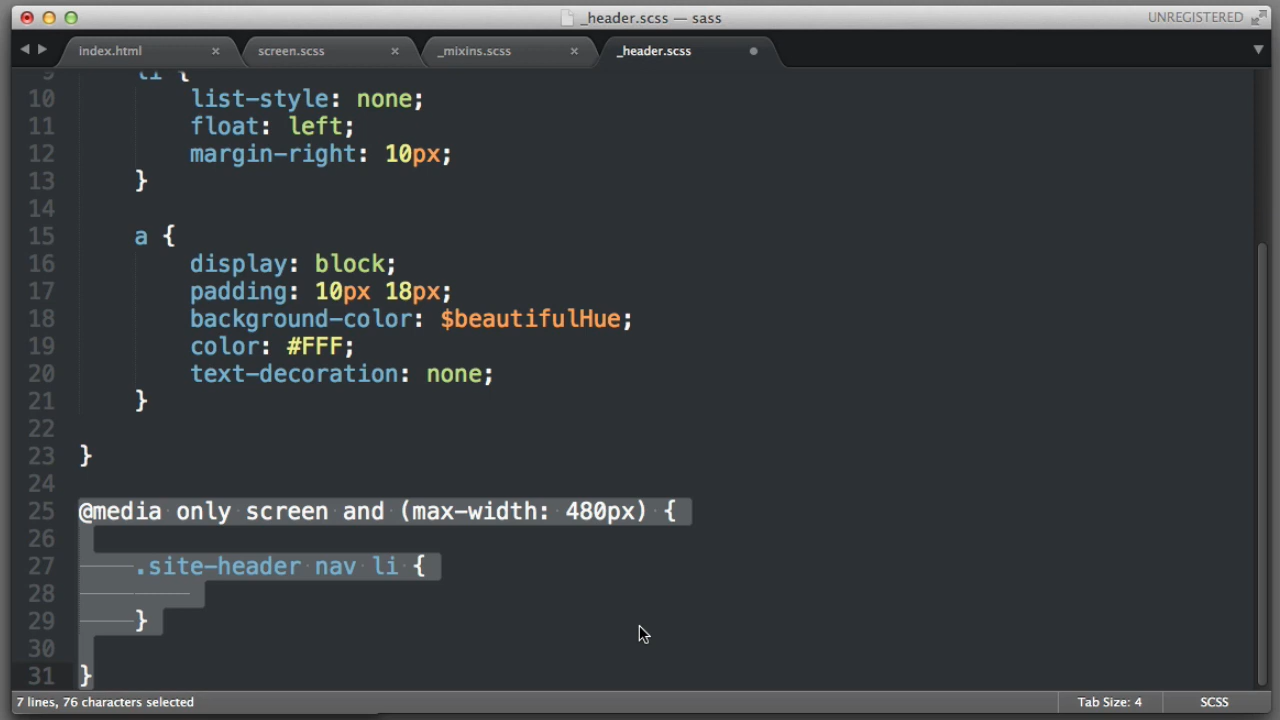 _header.scss — sass
UNREGISTERED
index.html × screen.scss × _mixins.scss × _header.scss
9 li {
10 list-style: none;
11 float: left;
12 margin-right: 10px;
13 }
14
15 a {
16 display: block;
17 padding: 10px 18px;
18 background-color: $beautifulHue;
19 color: #FFF;
20 text-decoration: none;
21 }
22
23 }
24
25 @media only screen and (max-width: 480px) {
26
27 .site-header nav li {
28
29 }
30
31 }
7 lines, 76 characters selected
Tab Size: 4
SCSS